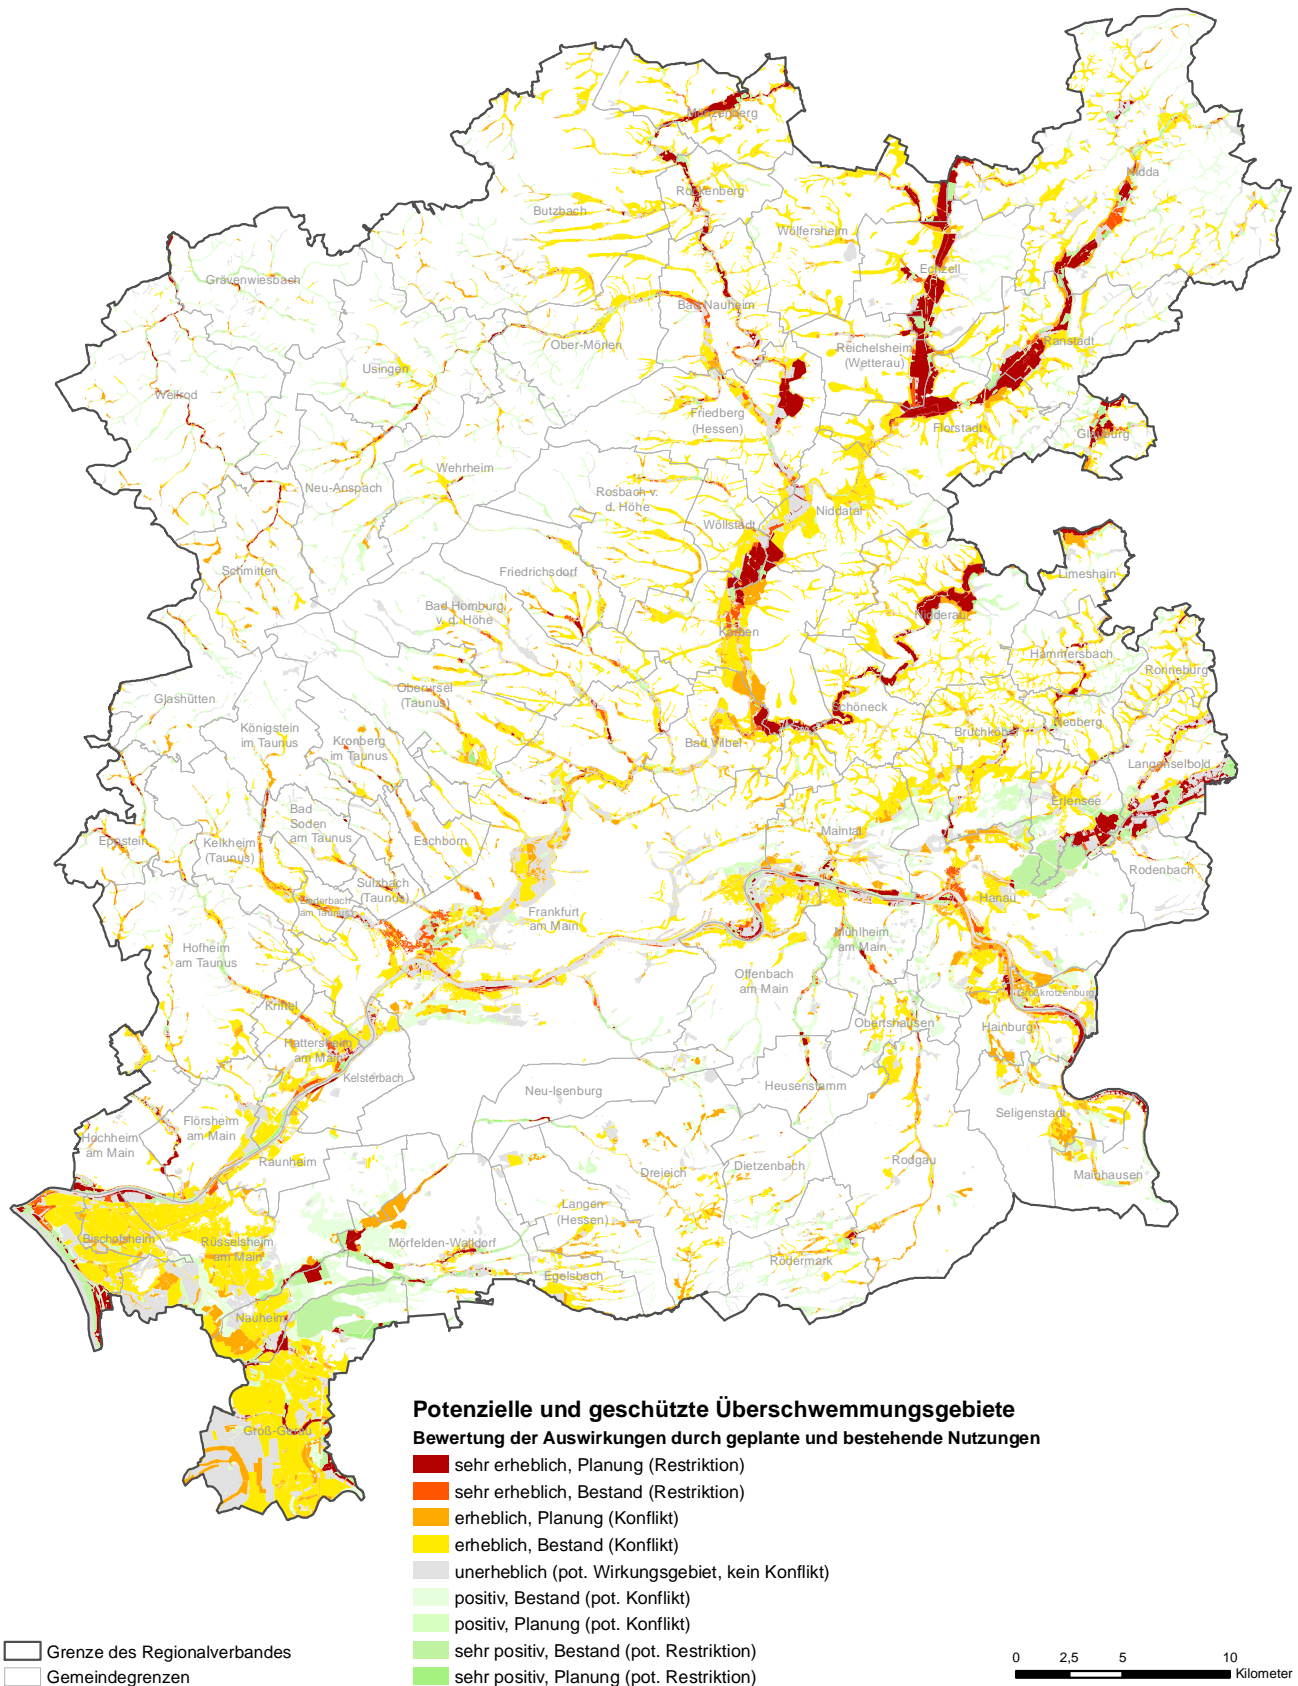 Münzenberg
Rockenberg
Nidda
Butzbach
Wölfersheim
Echzell
Grävenwiesbach
Bad Nauheim
Ober-Mörlen
Reichelsheim
(Wetterau)
Ranstadt
Usingen
Weilrod
Friedberg
(Hessen)
Florstadt
Glauburg
Wehrheim
Neu-Anspach
Rosbach v.
d. Höhe
Niddatal
Wöllstadt
Schmitten
Friedrichsdorf
Limeshain
Bad Homburg
v. d. Höhe
Nidderau
Karben
Hammersbach
Ronneburg
Glashütten
Oberursel
(Taunus)
Schöneck
Neuberg
Königstein
im Taunus
Kronberg
im Taunus
Bad Vilbel
Bruchköbel
Langenselbold
Erlensee
Bad
Soden
am Taunus
Maintal
Eppstein
Kelkheim
(Taunus)
Eschborn
Rodenbach
Sulzbach
(Taunus)
Hanau
Liederbach
am Taunus
Frankfurt
am Main
Mühlheim
am Main
Hofheim
am Taunus
Offenbach
am Main
Großkrotzenburg
Kriftel
Obertshausen
Hainburg
Hattersheim
am Main
Kelsterbach
Neu-Isenburg
Heusenstamm
Seligenstadt
Flörsheim
am Main
Hochheim
am Main
Raunheim
Dreieich
Dietzenbach
Rodgau
Mainhausen
Langen
(Hessen)
Bischofsheim
Rüsselsheim
am Main
Mörfelden-Walldorf
Rödermark
Egelsbach
Nauheim
Groß-Gerau
Potenzielle und geschützte Überschwemmungsgebiete
Bewertung der Auswirkungen durch geplante und bestehende Nutzungen
sehr erheblich, Planung (Restriktion)
sehr erheblich, Bestand (Restriktion)
erheblich, Planung (Konflikt)
erheblich, Bestand (Konflikt)
unerheblich (pot. Wirkungsgebiet, kein Konflikt)
positiv, Bestand (pot. Konflikt)
positiv, Planung (pot. Konflikt)
sehr positiv, Bestand (pot. Restriktion)
sehr positiv, Planung (pot. Restriktion)
Grenze des Regionalverbandes
Gemeindegrenzen
0 2,5 5 10
Kilometer